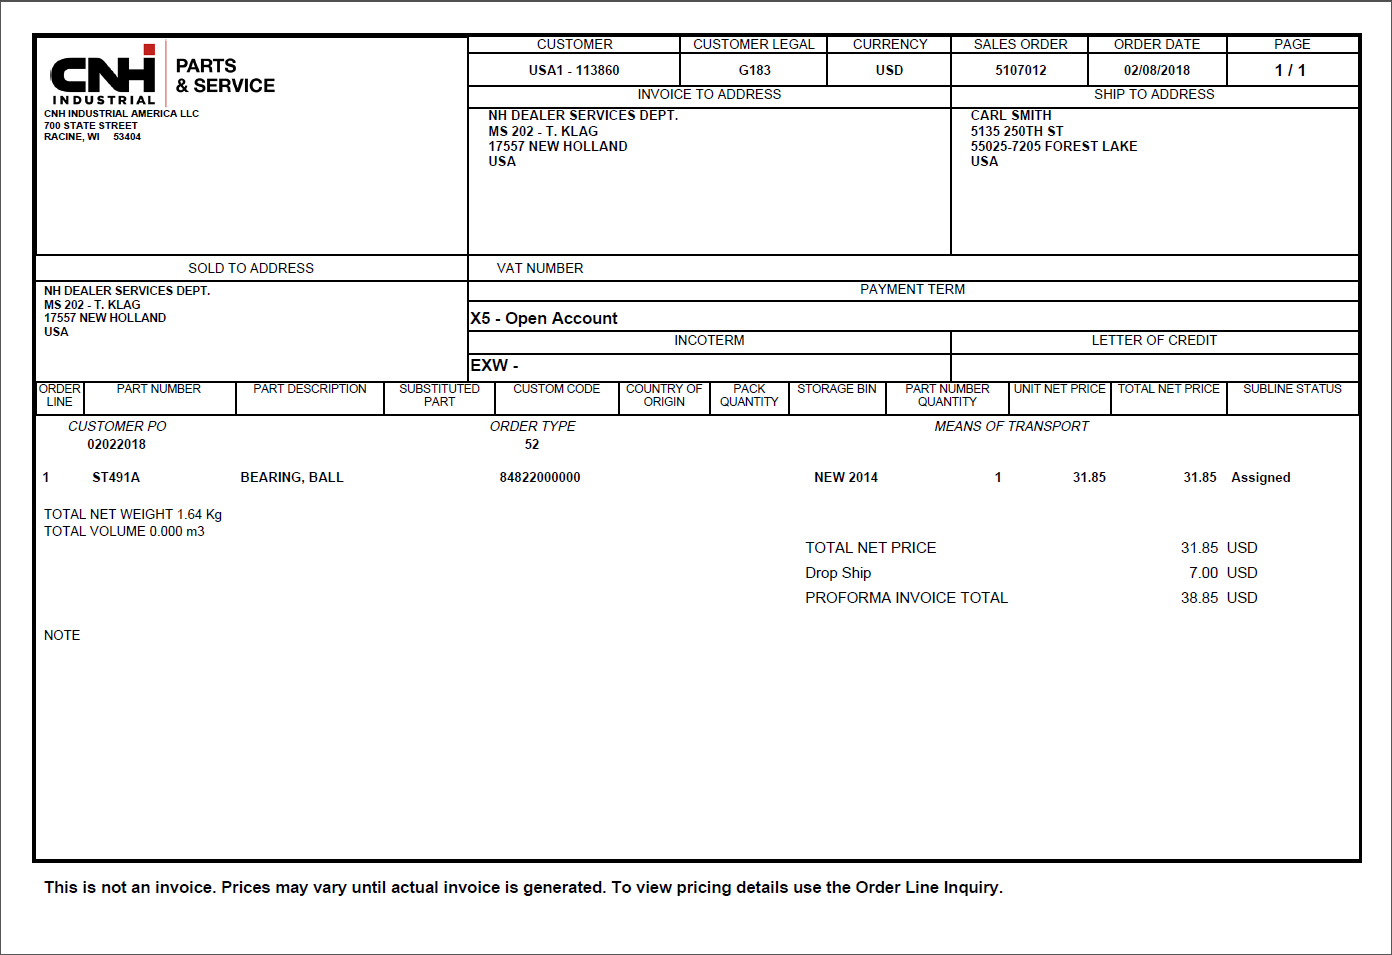 CNH
INDUSTRIAL
PARTS
& SERVICE
CNH INDUSTRIAL AMERICA LLC
700 STATE STREET
RACINE, WI 53404
CUSTOMER CUSTOMER LEGAL CURRENCY SALES ORDER ORDER DATE PAGE
USA1 - 113860 G183 USD 5107012 02/08/2018 1 / 1
INVOICE TO ADDRESS
NH DEALER SERVICES DEPT.
MS 202 - T. KLAG
17557 NEW HOLLAND
USA
SHIP TO ADDRESS
CARL SMITH
5135 250TH ST
55025-7205 FOREST LAKE
USA
SOLD TO ADDRESS
NH DEALER SERVICES DEPT.
MS 202 - T. KLAG
17557 NEW HOLLAND
USA
VAT NUMBER
PAYMENT TERM
X5 - Open Account
INCOTERM LETTER OF CREDIT
EXW -
ORDER LINE PART NUMBER PART DESCRIPTION SUBSTITUTED PART CUSTOM CODE COUNTRY OF ORIGIN PACK QUANTITY STORAGE BIN PART NUMBER QUANTITY UNIT NET PRICE TOTAL NET PRICE SUBLINE STATUS
CUSTOMER PO ORDER TYPE MEANS OF TRANSPORT
02022018 52
1 ST491A BEARING, BALL 84822000000 NEW 2014 1 31.85 31.85 Assigned
TOTAL NET WEIGHT 1.64 Kg
TOTAL VOLUME 0.000 m3
TOTAL NET PRICE 31.85 USD
Drop Ship 7.00 USD
PROFORMA INVOICE TOTAL 38.85 USD
NOTE
This is not an invoice. Prices may vary until actual invoice is generated. To view pricing details use the Order Line Inquiry.